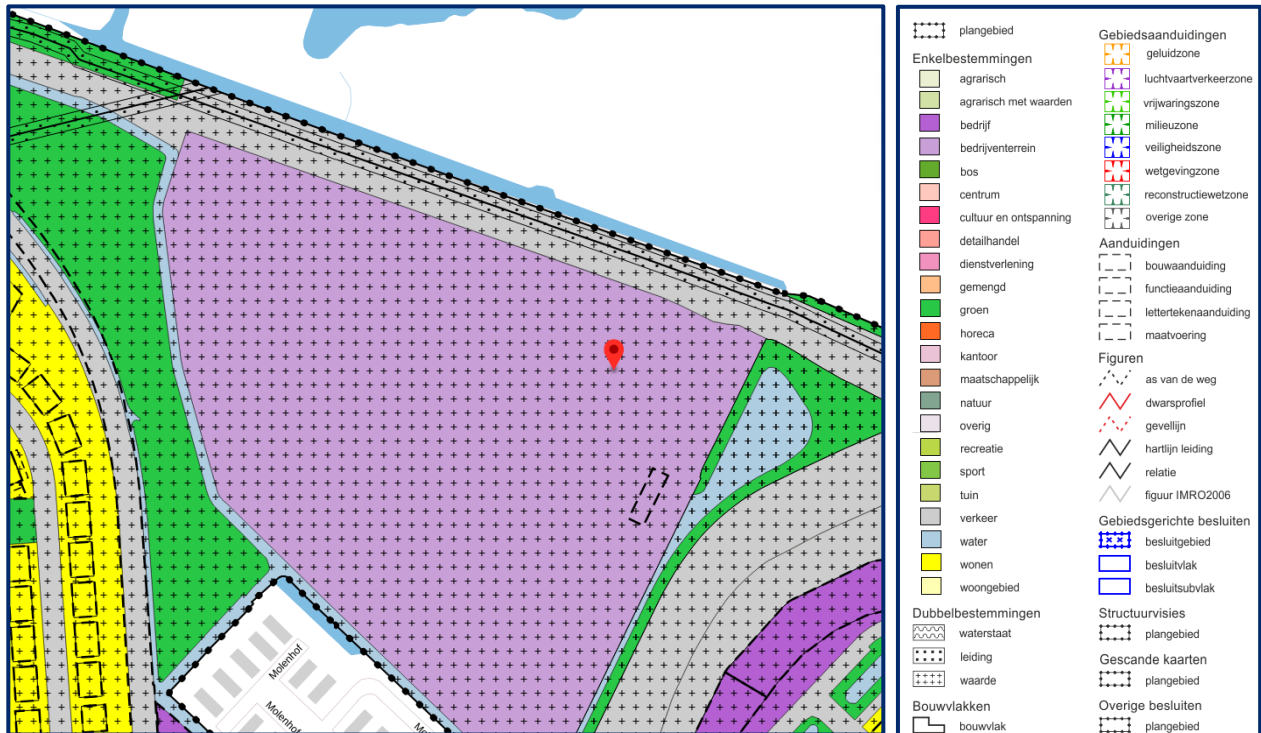 Molenhof
Molenhof
plangebied
Enkelbestemmingen
agrarisch
agrarisch met waarden
bedrijf
bedrijventerrein
bos
centrum
cultuur en ontspanning
detailhandel
dienstverlening
gemengd
groen
horeca
kantoor
maatschappelijk
natuur
overig
recreatie
sport
tuin
verkeer
water
wonen
woongebied
Dubbelbestemmingen
waterstaat
leiding
waarde
Bouwvlakken
bouwvlak
Gebiedsaanduidingen
geluidzone
luchtvaartverkeerzone
vrijwaringszone
milieuzone
veiligheidszone
wetgevingzone
reconstructiewetzone
overige zone
Aanduidingen
bouwaanduiding
functieaanduiding
lettertekenaanduiding
maatvoering
Figuren
as van de weg
dwarsprofiel
gevellijn
hartlijn leiding
relatie
figuur IMRO2006
Gebiedsgerichte besluiten
besluitgebied
besluitvlak
besluitsubvlak
Structuurvisies
plangebied
Gescande kaarten
plangebied
Overige besluiten
plangebied